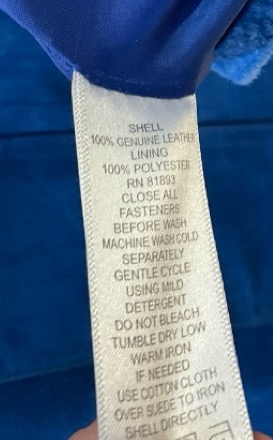 SHELL
100% GENUINE LEATHER
LINING
100% POLYESTER
RN 81893
CLOSE ALL
FASTENERS
BEFORE WASH
MACHINE WASH COLD
SEPARATELY
GENTLE CYCLE
USING MILD
DETERGENT
DO NOT BLEACH
TUMBLE DRY LOW
WARM IRON
IF NEEDED
USE COTTON CLOTH
OVER SUEDE TO IRON
SHELL DIRECTLY